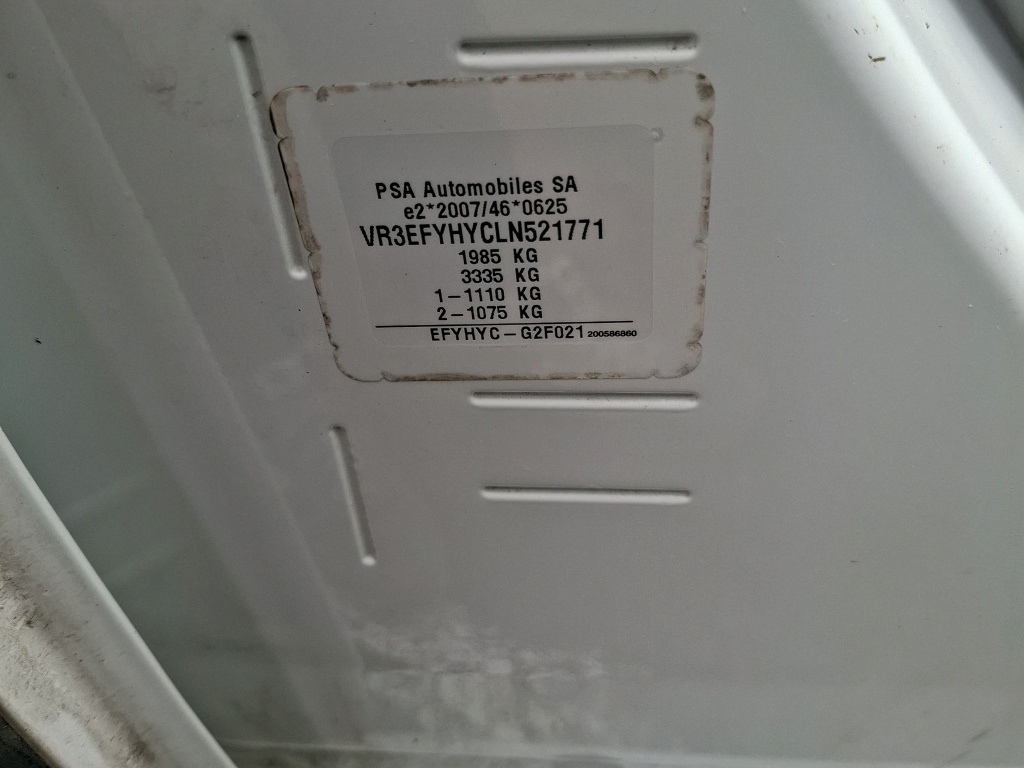 PSA Automobiles SA
e2*2007/46*0625
VR3EFYHYCLN521771
1985 KG
3335 KG
1-1110 KG
2-1075 KG
EFYHYC-G2F021 200586860